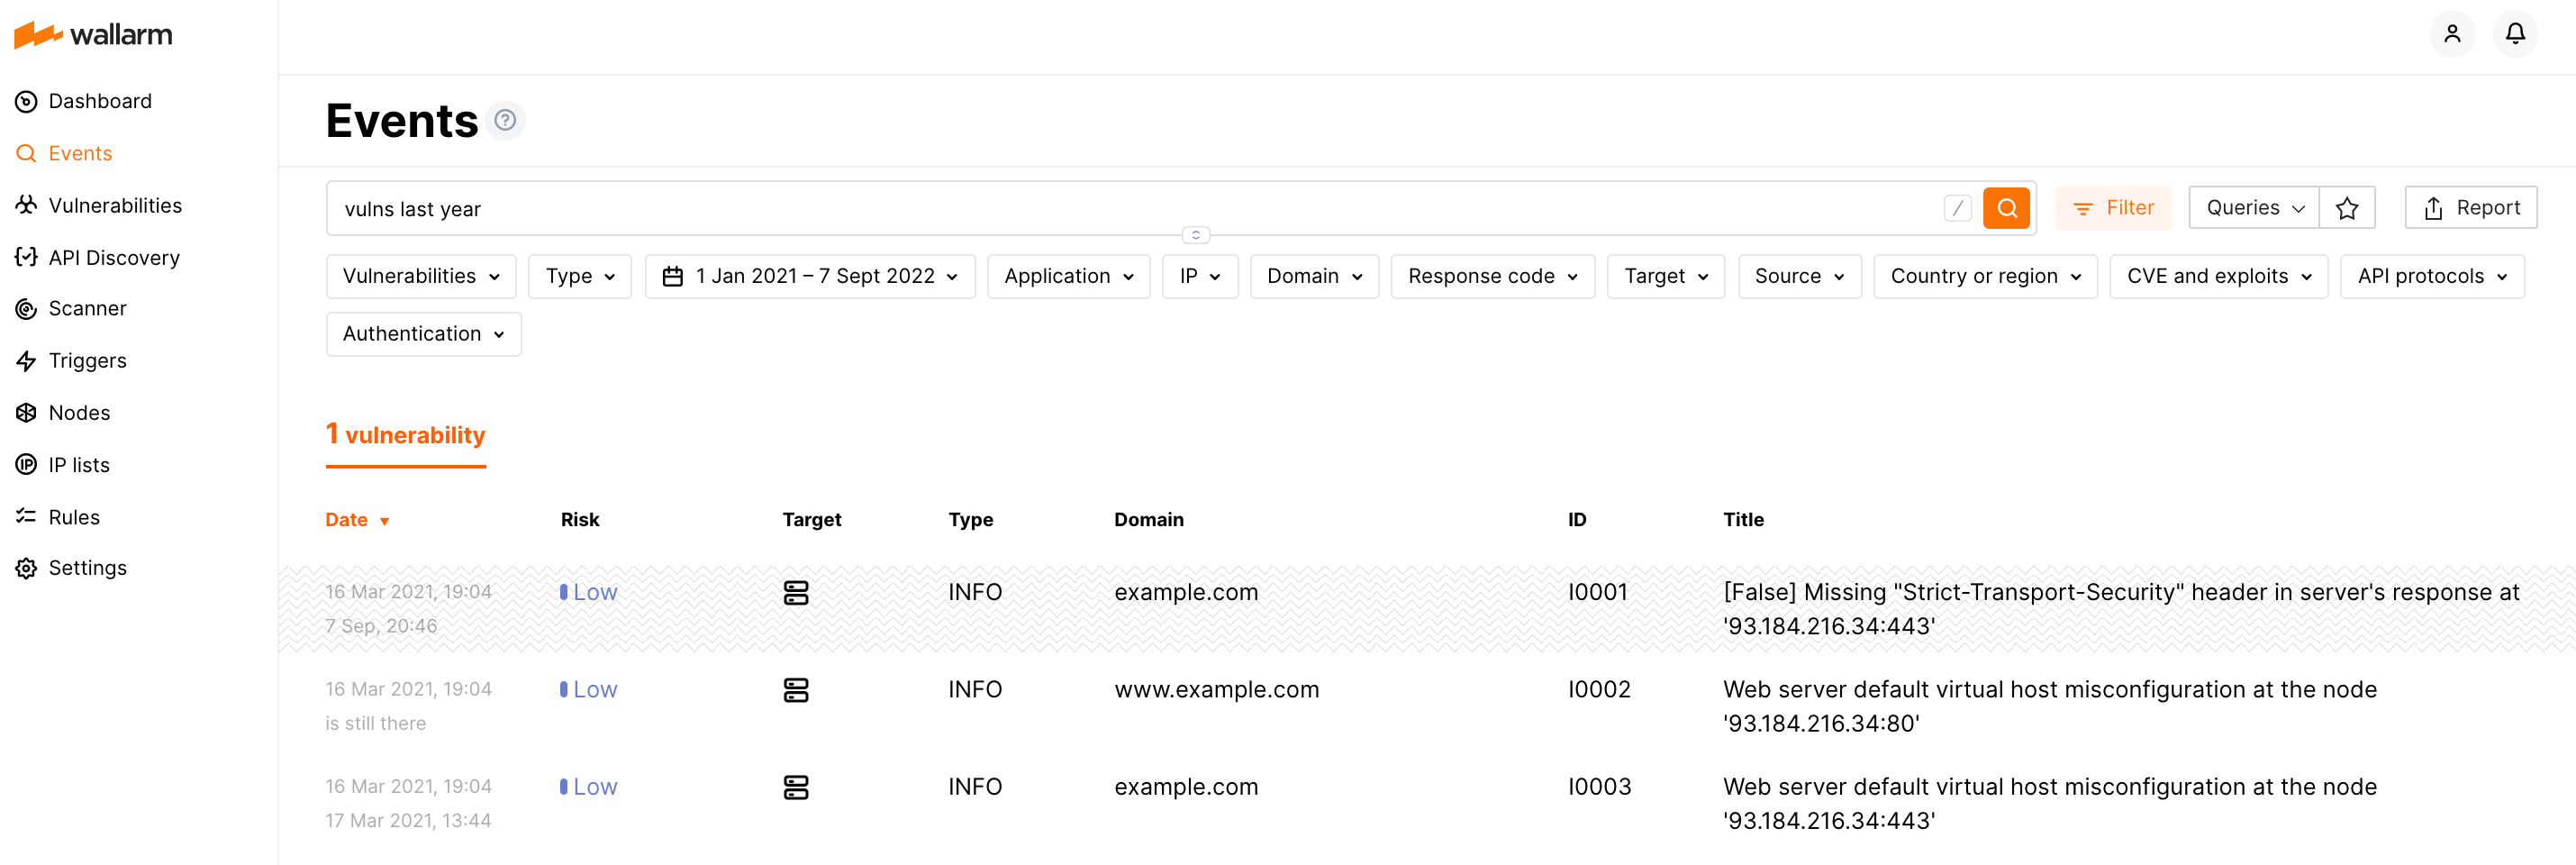 wallarm
Dashboard
Events
Vulnerabilities
API Discovery
Scanner
Triggers
Nodes
IP lists
Rules
Settings
Events ?
vulns last year /
Filter
Queries
Report
Vulnerabilities Type 1 Jan 2021 – 7 Sept 2022 Application IP Domain Response code Target Source Country or region CVE and exploits API protocols
Authentication
1 vulnerability
Date Risk Target Type Domain ID Title
16 Mar 2021, 19:04 Low INFO example.com I0001 [False] Missing "Strict-Transport-Security" header in server's response at
7 Sep, 20:46 '93.184.216.34:443'
16 Mar 2021, 19:04 Low INFO www.example.com I0002 Web server default virtual host misconfiguration at the node
is still there '93.184.216.34:80'
16 Mar 2021, 19:04 Low INFO example.com I0003 Web server default virtual host misconfiguration at the node
17 Mar 2021, 13:44 '93.184.216.34:443'